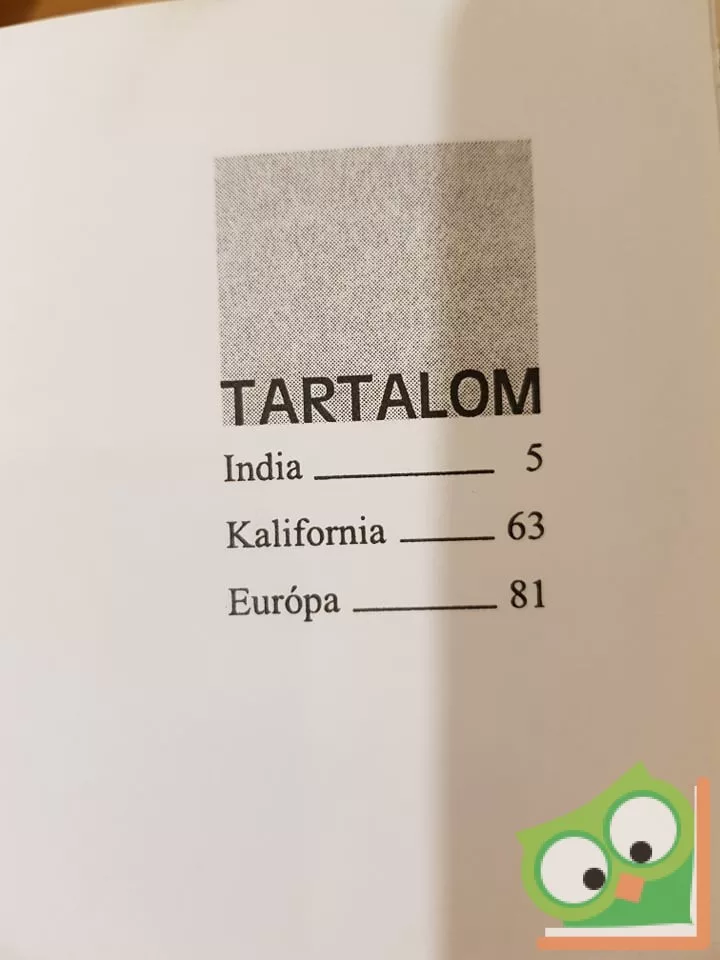 TARTALOM
India 5
Kalifornia 63
Európa 81